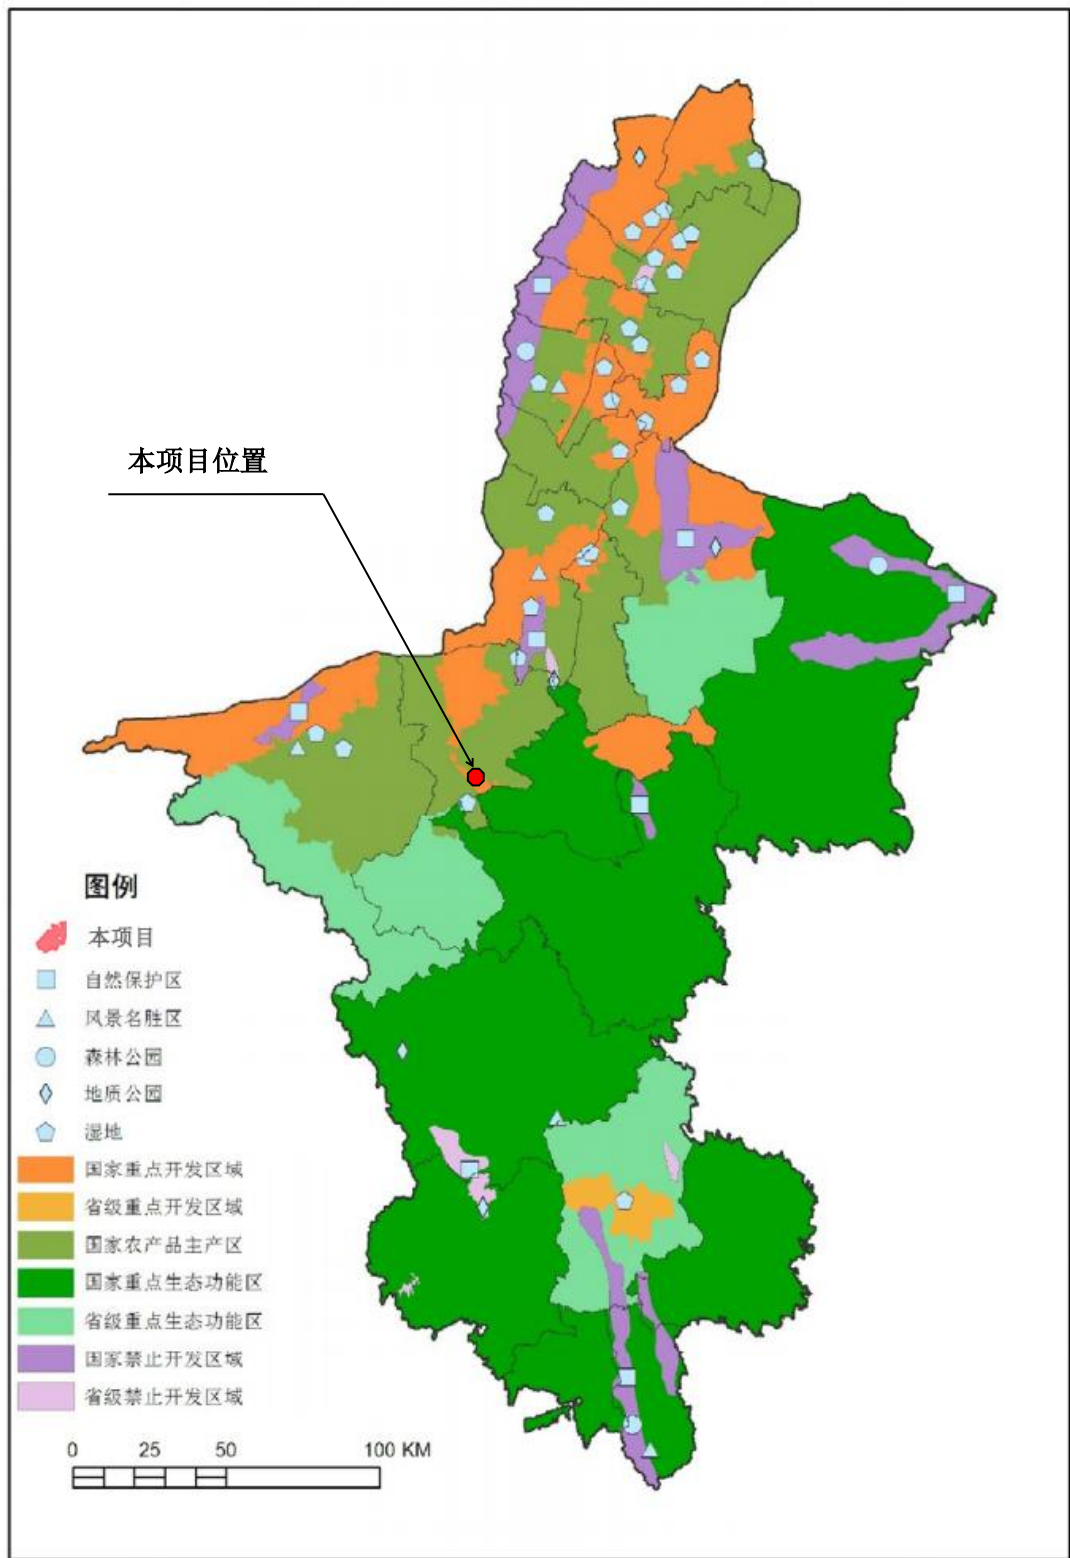 本项目位置
图例
本项目
自然保护区
风景名胜区
森林公园
地质公园
湿地
国家重点开发区域
省级重点开发区域
国家农产品主产区
国家重点生态功能区
省级重点生态功能区
国家禁止开发区域
省级禁止开发区域
0 25 50 100 KM